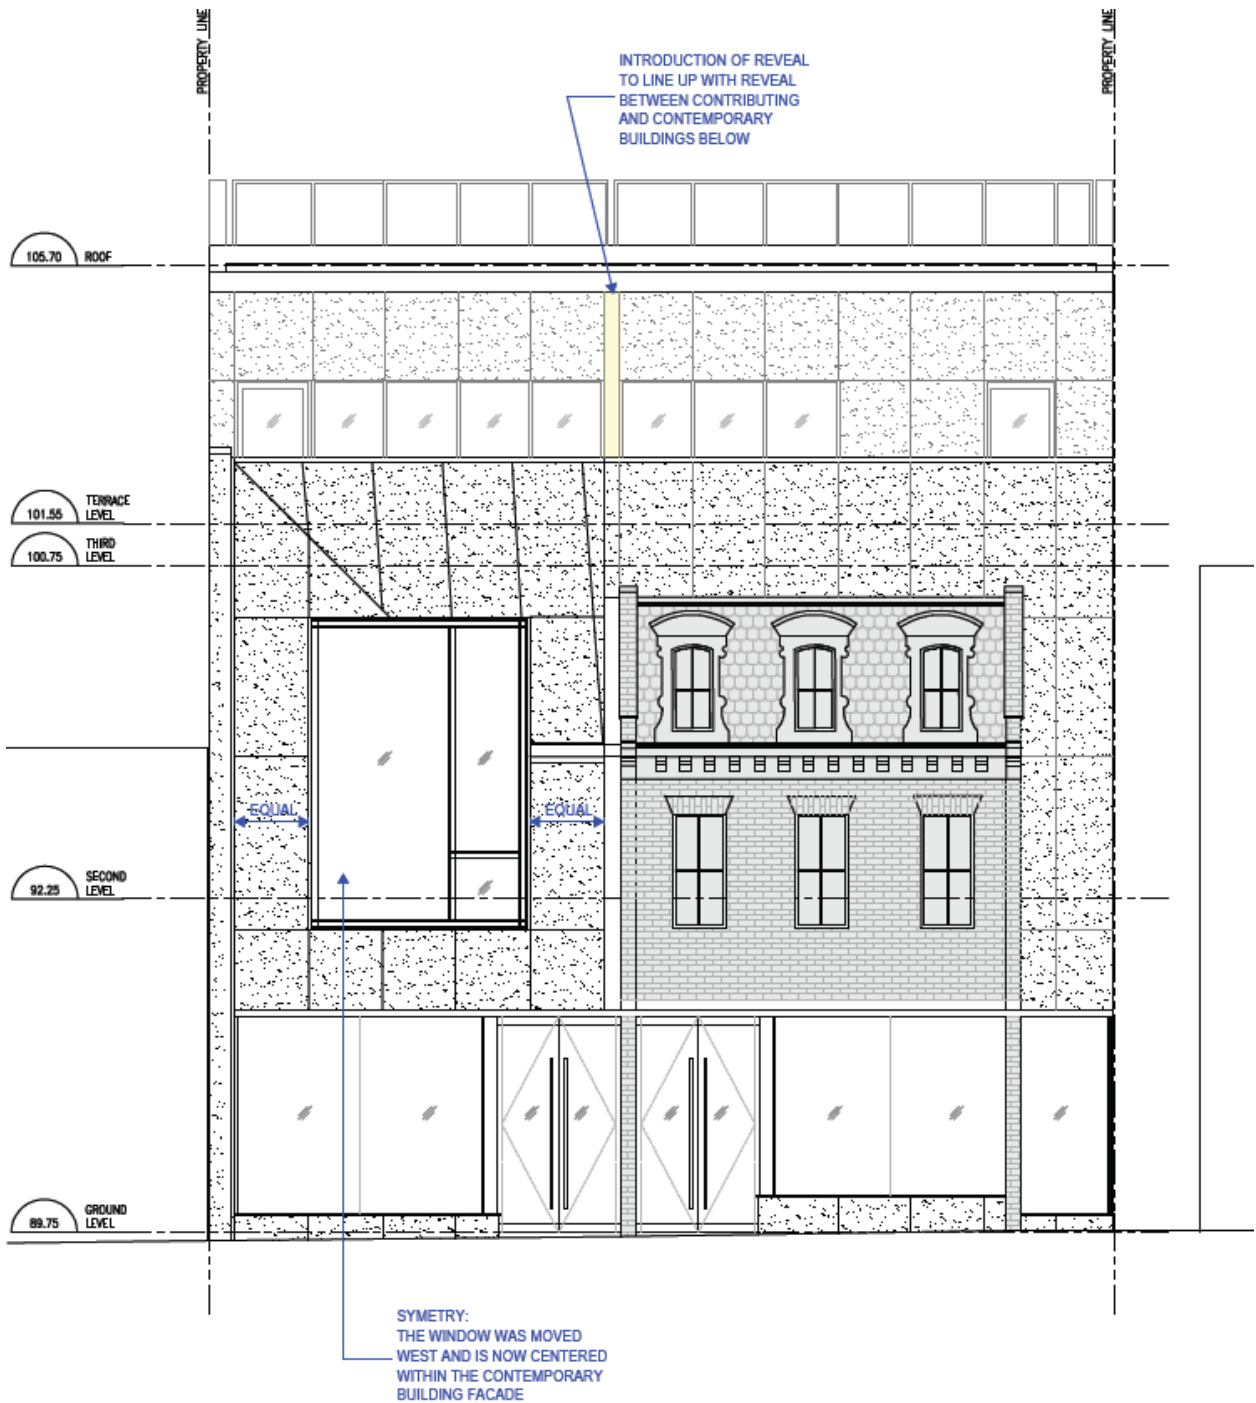 PROPERTY LINE
PROPERTY LINE
INTRODUCTION OF REVEAL
TO LINE UP WITH REVEAL
BETWEEN CONTRIBUTING
AND CONTEMPORARY
BUILDINGS BELOW
105.70 ROOF
101.55 TERRACE
LEVEL
100.75 THIRD
LEVEL
EQUAL
EQUAL
92.25 SECOND
LEVEL
89.75 GROUND
LEVEL
SYMETRY:
THE WINDOW WAS MOVED
WEST AND IS NOW CENTERED
WITHIN THE CONTEMPORARY
BUILDING FACADE